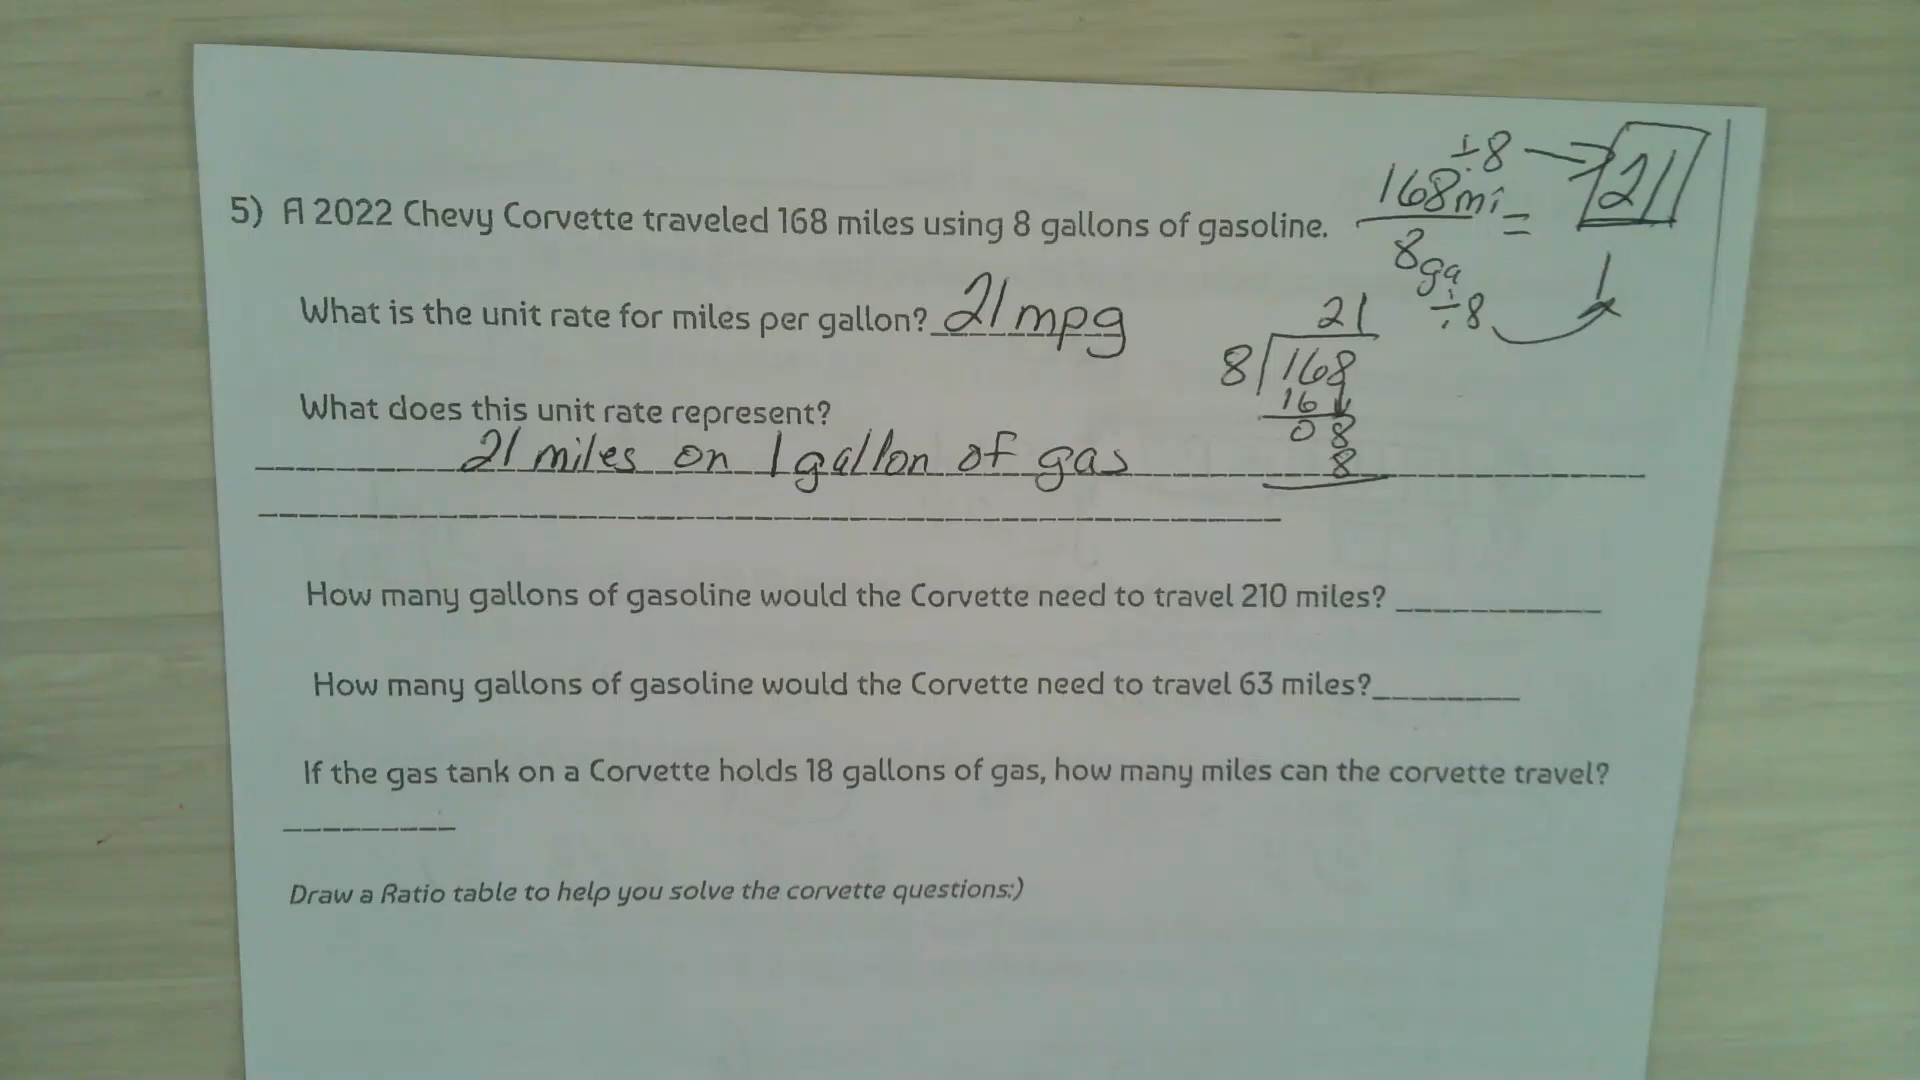 ÷8 → 21
168mi =
5) A 2022 Chevy Corvette traveled 168 miles using 8 gallons of gasoline.
8ga 1
÷8
What is the unit rate for miles per gallon? 21mpg
21
8 168
16
08
8
What does this unit rate represent?
21 miles on 1 gallon of gas
How many gallons of gasoline would the Corvette need to travel 210 miles? ___________
How many gallons of gasoline would the Corvette need to travel 63 miles?________
If the gas tank on a Corvette holds 18 gallons of gas, how many miles can the corvette travel?
_________
Draw a Ratio table to help you solve the corvette questions:)